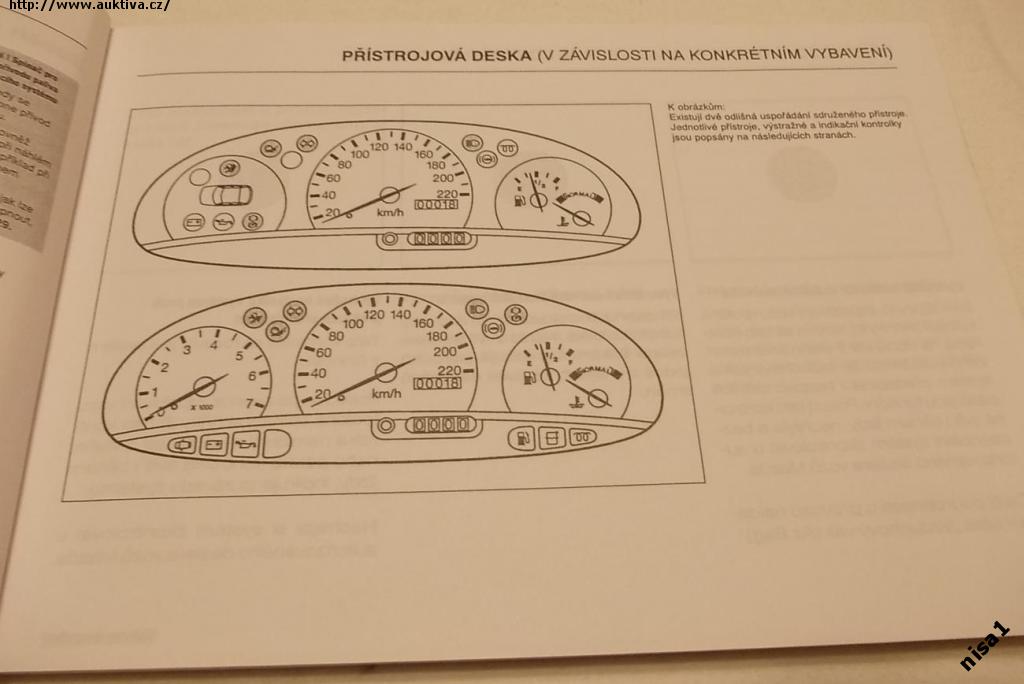 http://www.auktiva.cz/
PŘÍSTROJOVÁ DESKA (V ZÁVISLOSTI NA KONKRÉTNÍM VYBAVENÍ)
K obrázkům:
Existují dvě odlišná uspořádání sdruženého přístroje.
Jednotlivé přístroje, výstražné a indikační kontrolky
jsou popsány na následujících stranách.
20 40 60 80 100 120 140 160 180 200 220
km/h
00018
0000
E 1/2 F
NORMAL
0 1 2 3 4 5 6 7
X 1000
20 40 60 80 100 120 140 160 180 200 220
km/h
00018
0000
E 1/2 F
NORMAL
nisa1